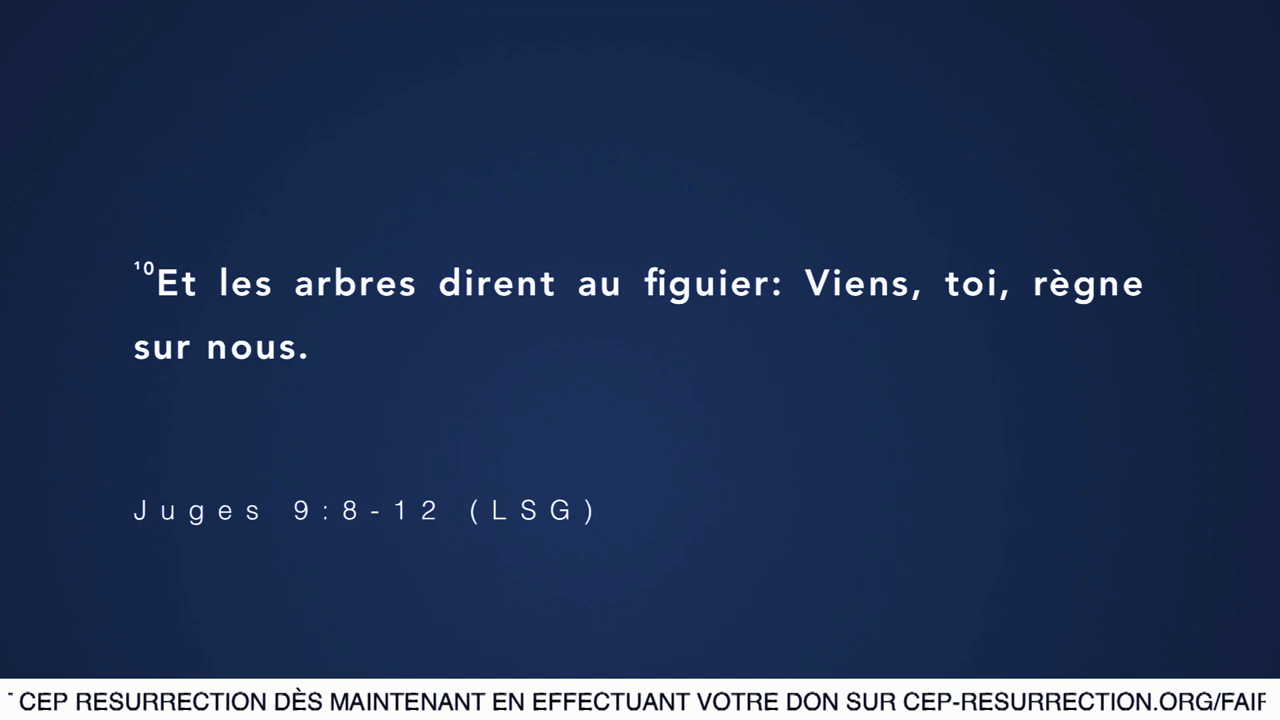 ¹⁰Et les arbres dirent au figuier: Viens, toi, règne
sur nous.
Juges 9:8-12 (LSG)
CEP RESURRECTION DÈS MAINTENANT EN EFFECTUANT VOTRE DON SUR CEP-RESURRECTION.ORG/FAIR